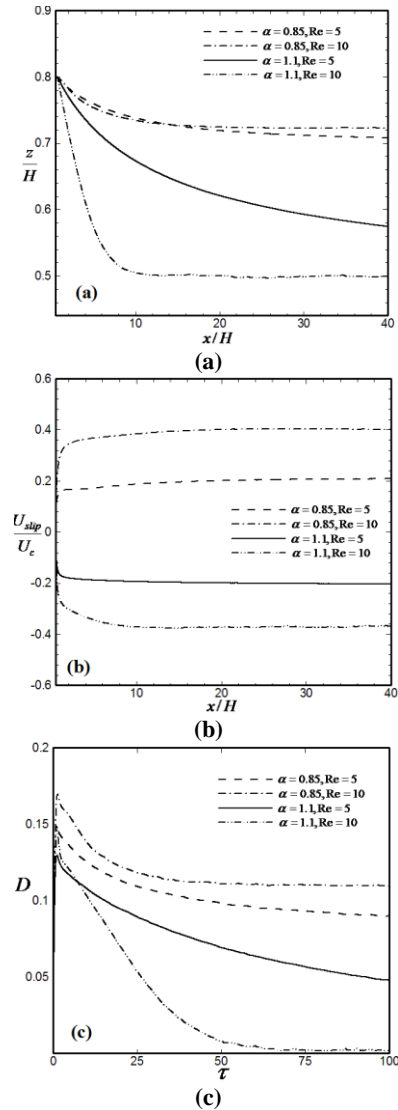 α = 0.85, Re = 5
α = 0.85, Re = 10
α = 1.1, Re = 5
α = 1.1, Re = 10
0.9
0.8
0.7
0.6
0.5
z/H
(a)
10 20 30 40
x/H
(a)
0.6
0.4
0.2
0
-0.2
-0.4
-0.6
U_slip/U_c
α = 0.85, Re = 5
α = 0.85, Re = 10
α = 1.1, Re = 5
α = 1.1, Re = 10
(b)
10 20 30 40
x/H
(b)
0.2
0.15
0.1
0.05
D
α = 0.85, Re = 5
α = 0.85, Re = 10
α = 1.1, Re = 5
α = 1.1, Re = 10
(c)
0 25 50 75 100
τ
(c)